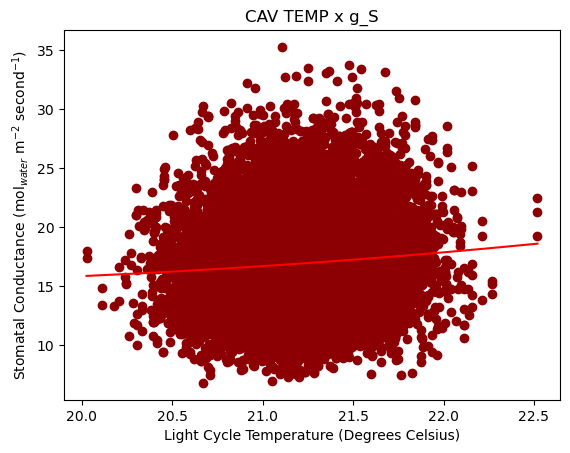 CAV TEMP x g_S
35
30
25
20
15
10
Stomatal Conductance (mol_water m⁻² second⁻¹)
20.0 20.5 21.0 21.5 22.0 22.5
Light Cycle Temperature (Degrees Celsius)